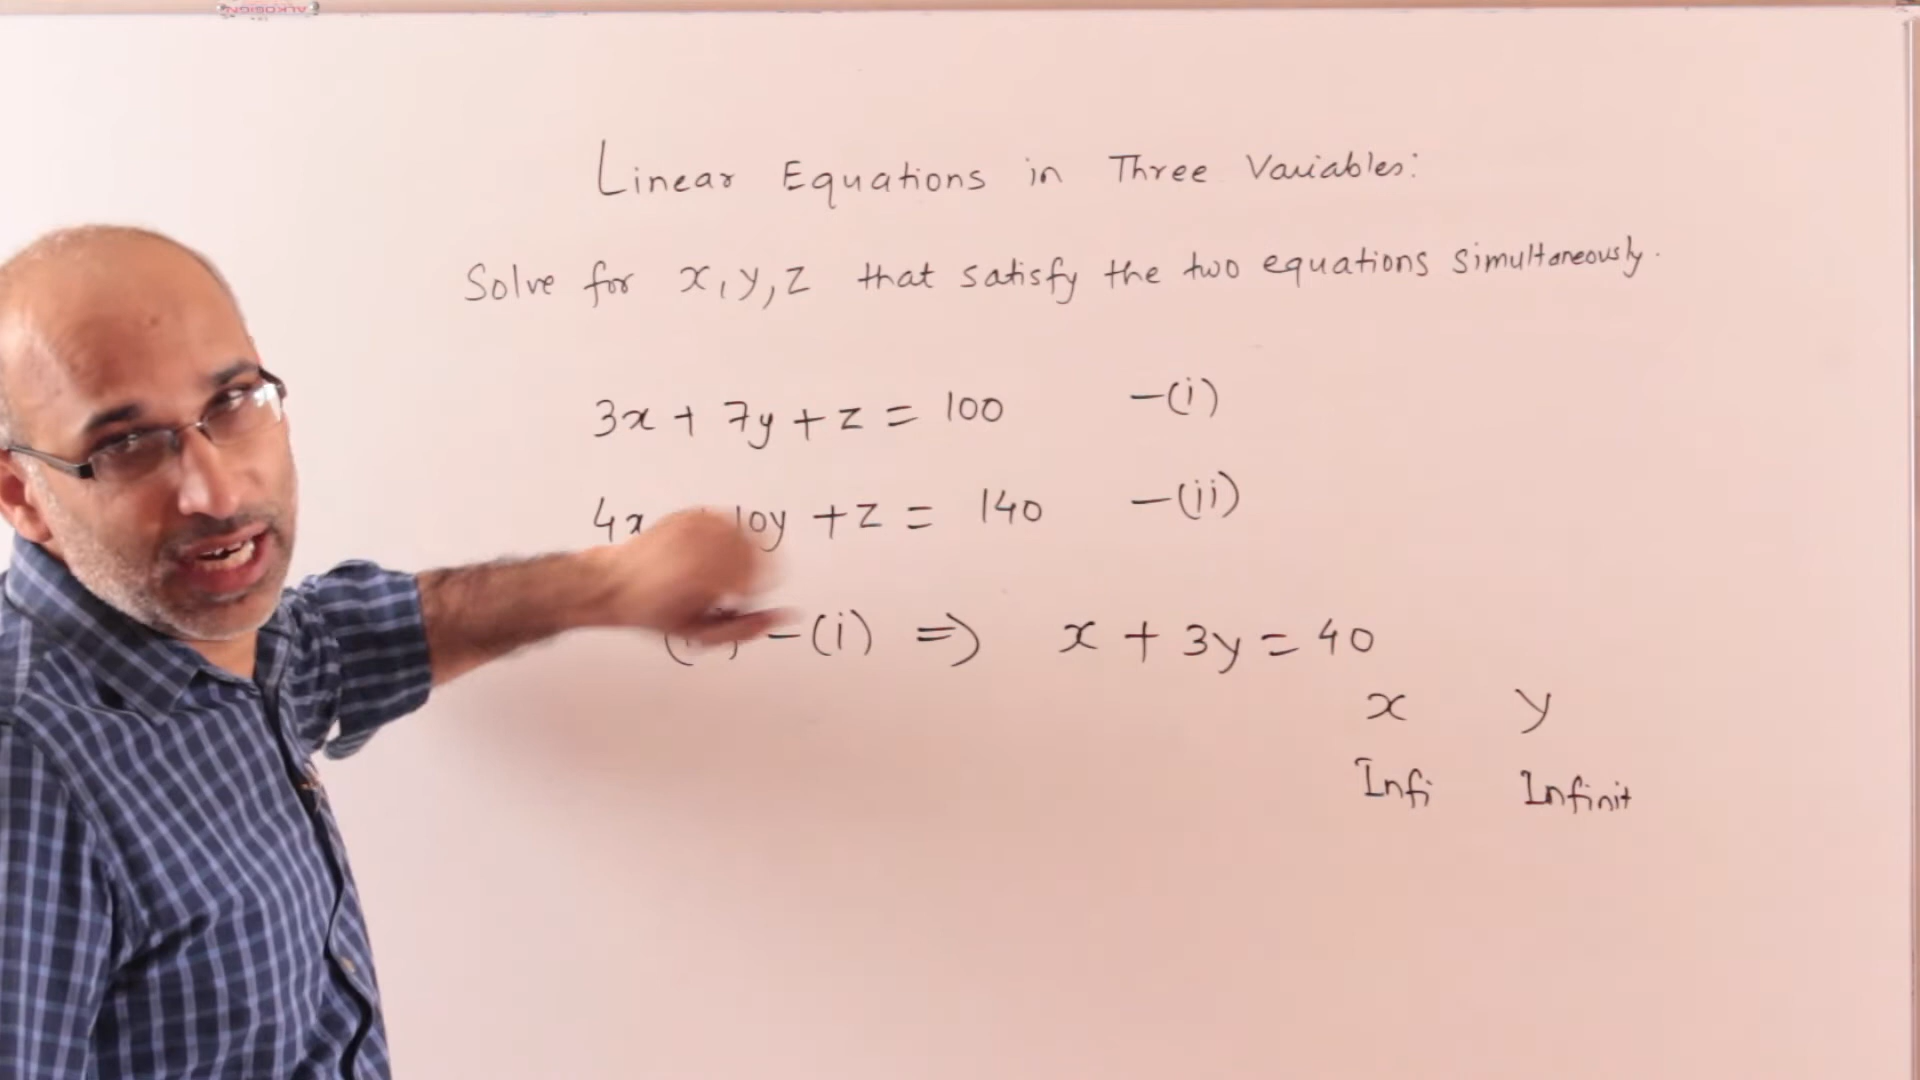 Linear Equations in Three Variables:
Solve for x, y, z that satisfy the two equations simultaneously.
3x + 7y + z = 100 -(i)
4x 10y + z = 140 -(ii)
-(i) => x + 3y = 40
x y
Infi Infinit